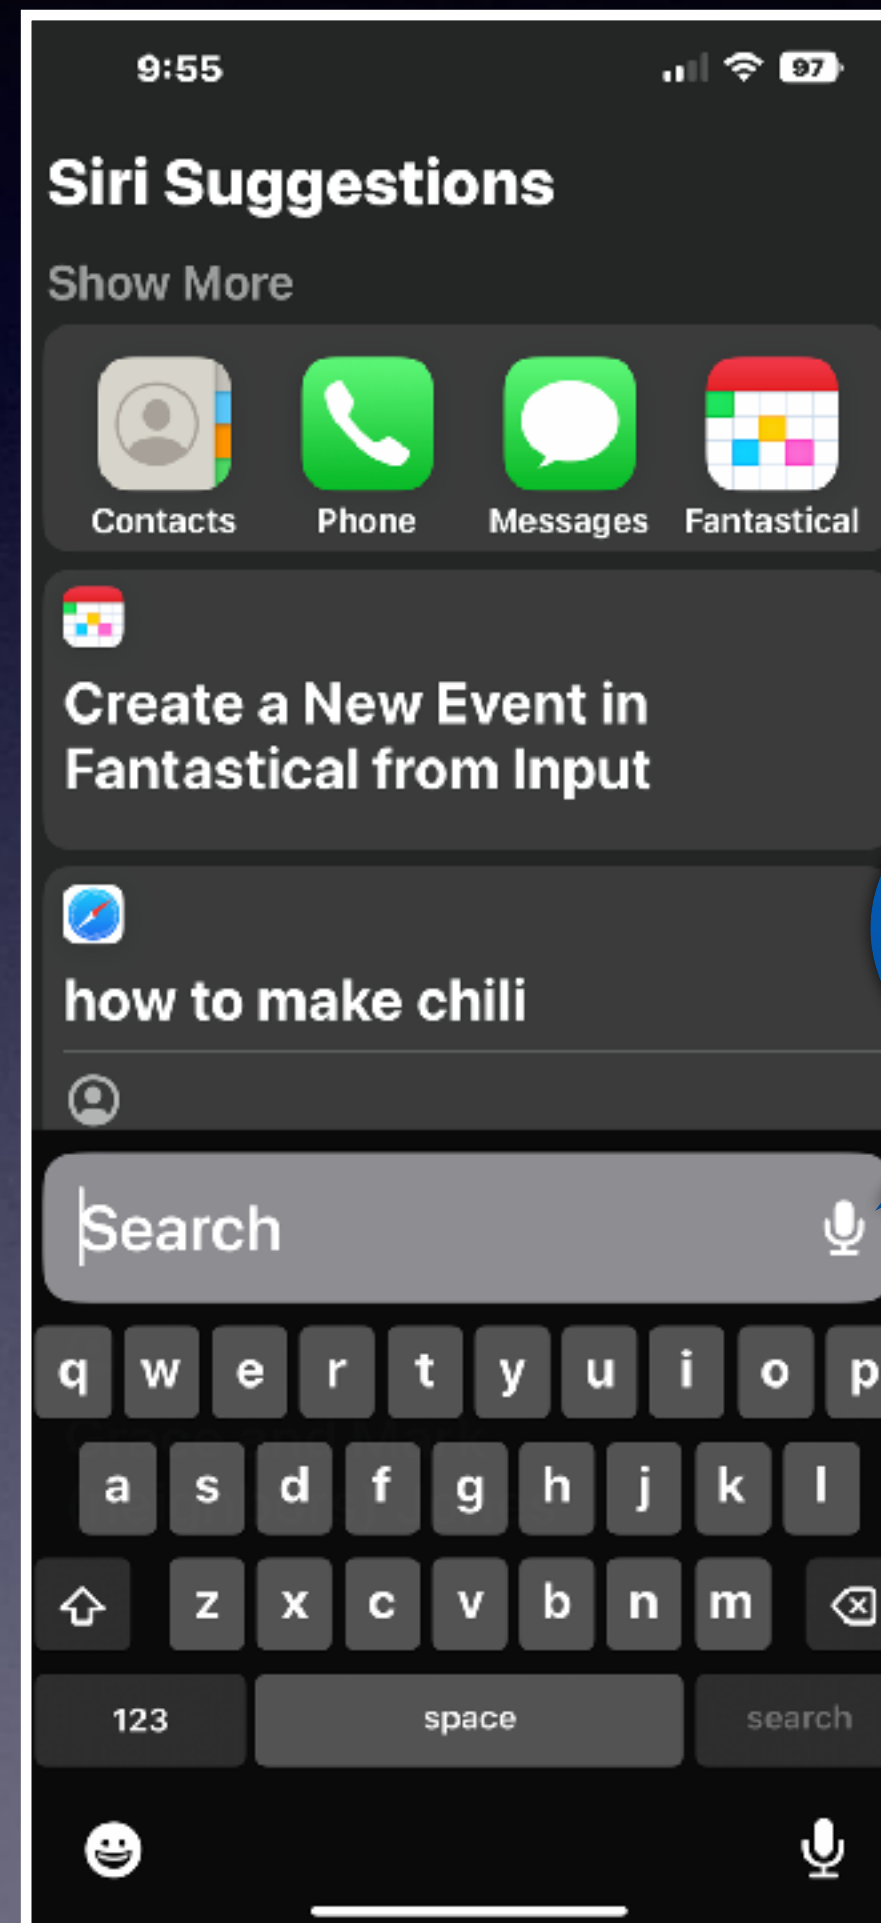 9:55
97
Siri Suggestions
Show More
Contacts Phone Messages Fantastical
Create a New Event in
Fantastical from Input
how to make chili
Search
q w e r t y u i o p
a s d f g h j k l
z x c v b n m
123 space search